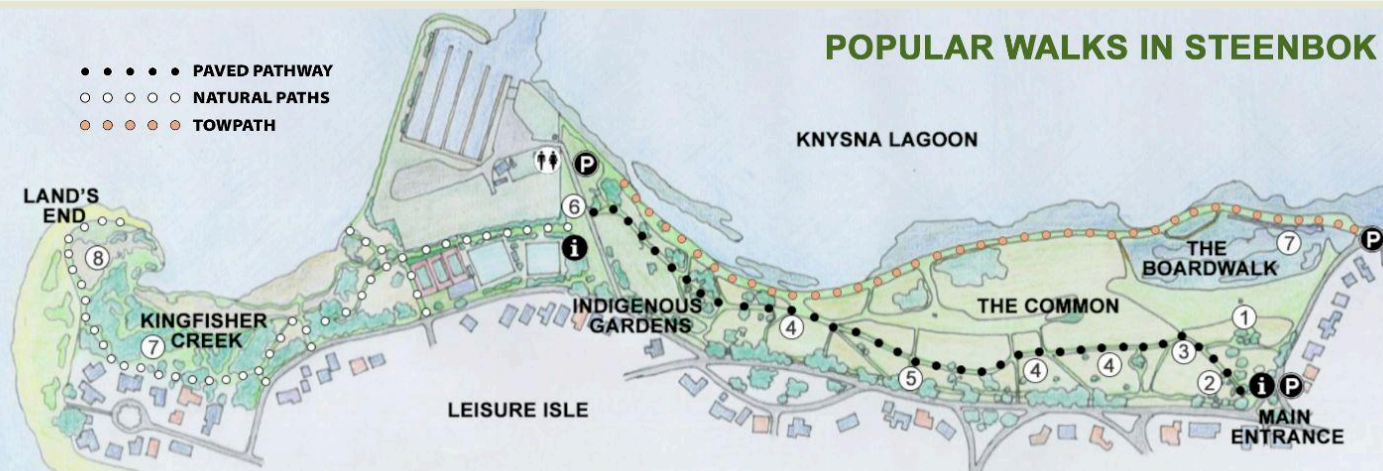 POPULAR WALKS IN STEENBOK
PAVED PATHWAY
NATURAL PATHS
TOWPATH
KNYSNA LAGOON
P
LAND'S
END
6
i
8
7
P
THE
BOARDWALK
INDIGENOUS
GARDENS
THE COMMON
KINGFISHER
CREEK
7
4
1
3
5
4
4
2
i
P
LEISURE ISLE
MAIN
ENTRANCE